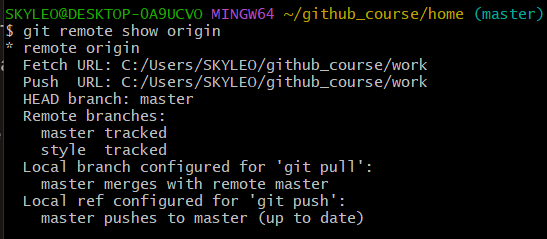 SKYLEO@DESKTOP-0A9UCVO MINGW64 ~/github_course/home (master)
$ git remote show origin
* remote origin
  Fetch URL: C:/Users/SKYLEO/github_course/work
  Push  URL: C:/Users/SKYLEO/github_course/work
  HEAD branch: master
  Remote branches:
    master tracked
    style  tracked
  Local branch configured for 'git pull':
    master merges with remote master
  Local ref configured for 'git push':
    master pushes to master (up to date)